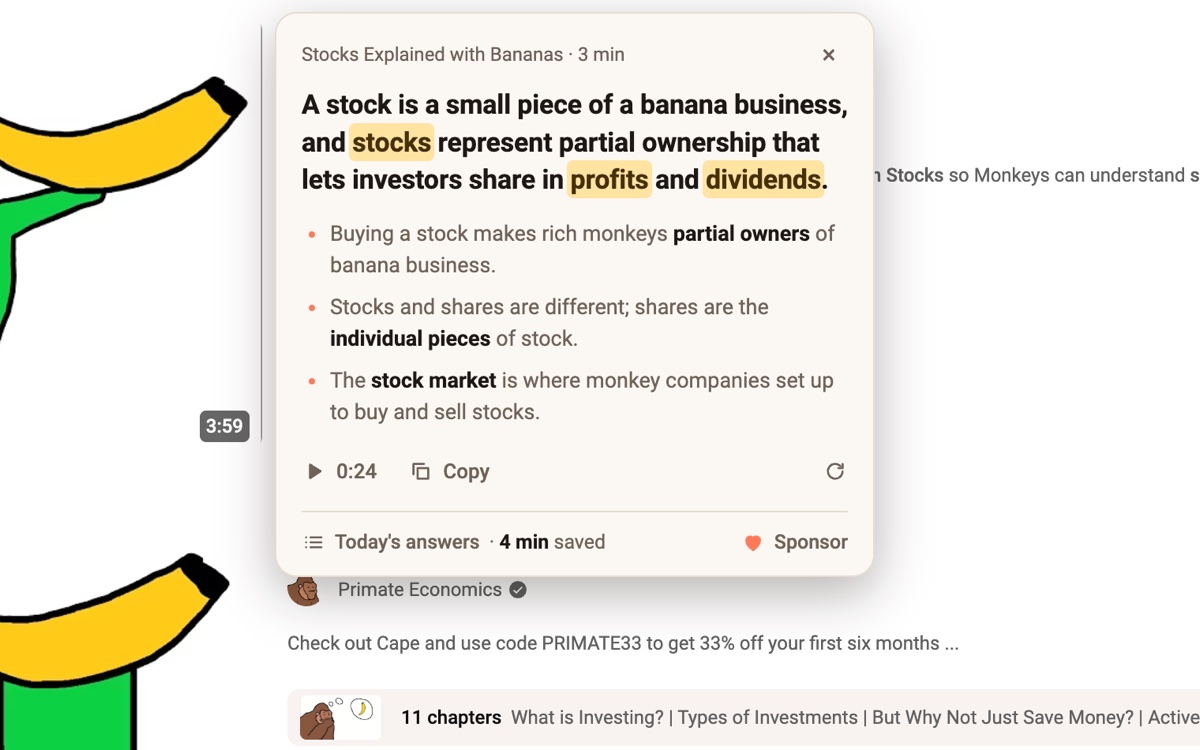 Stocks Explained with Bananas · 3 min
A stock is a small piece of a banana business,
and stocks represent partial ownership that
lets investors share in profits and dividends.
Stocks so Monkeys can understand
• Buying a stock makes rich monkeys partial owners of
banana business.
• Stocks and shares are different; shares are the
individual pieces of stock.
• The stock market is where monkey companies set up
to buy and sell stocks.
3:59
0:24 Copy
Today's answers · 4 min saved
Sponsor
Primate Economics
Check out Cape and use code PRIMATE33 to get 33% off your first six months ...
11 chapters What is Investing? | Types of Investments | But Why Not Just Save Money? | Active